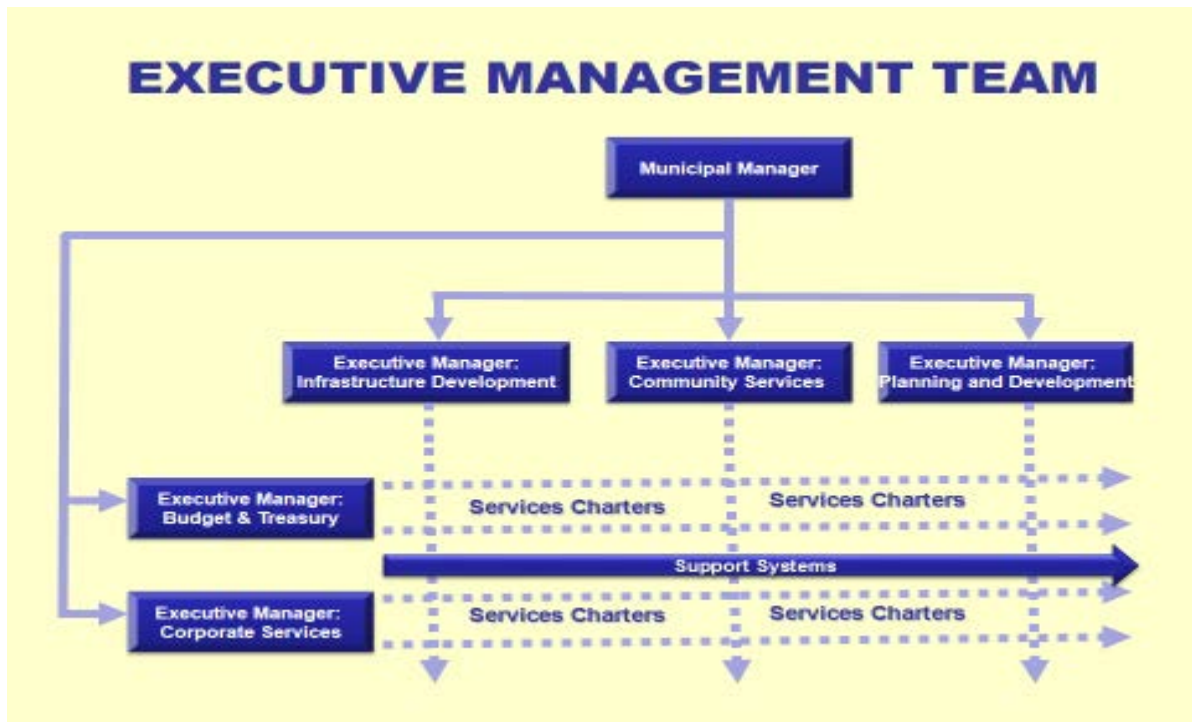 EXECUTIVE MANAGEMENT TEAM
Municipal Manager
Executive Manager:
Infrastructure Development
Executive Manager:
Community Services
Executive Manager:
Planning and Development
Executive Manager:
Budget & Treasury
Services Charters
Services Charters
Support Systems
Executive Manager:
Corporate Services
Services Charters
Services Charters